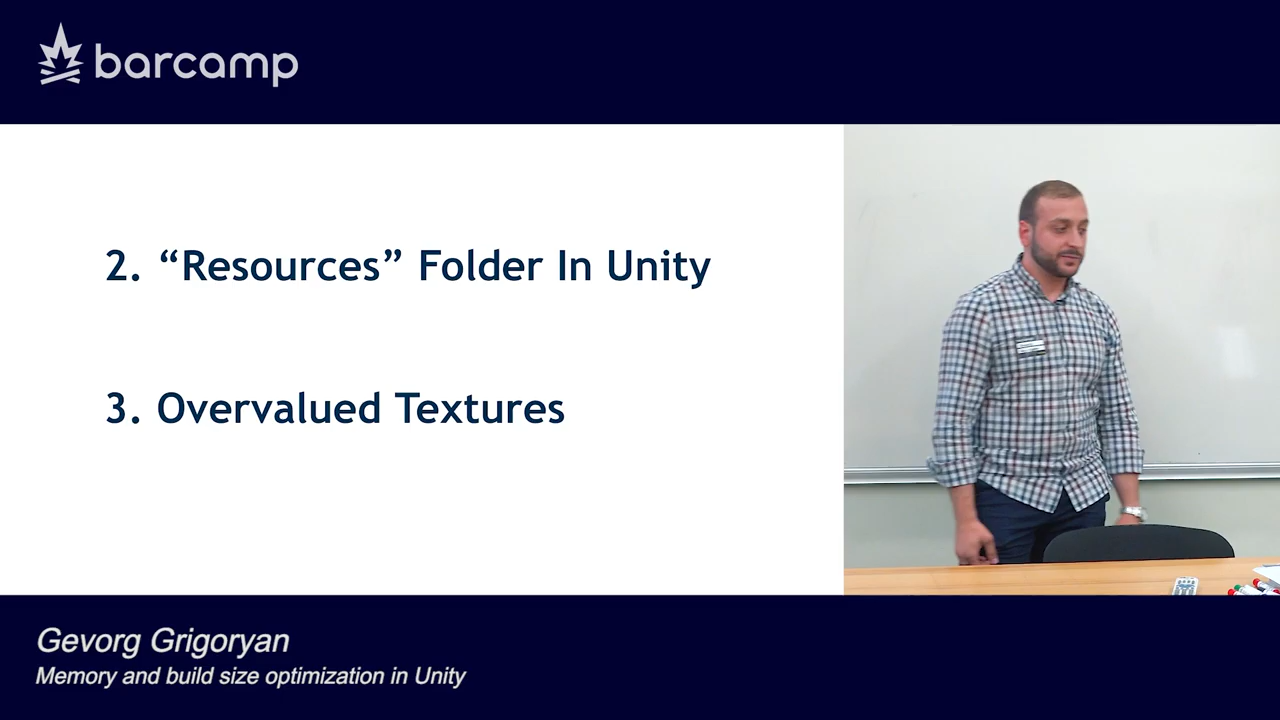 barcamp
2. “Resources” Folder In Unity
3. Overvalued Textures
Gevorg Grigoryan
Memory and build size optimization in Unity